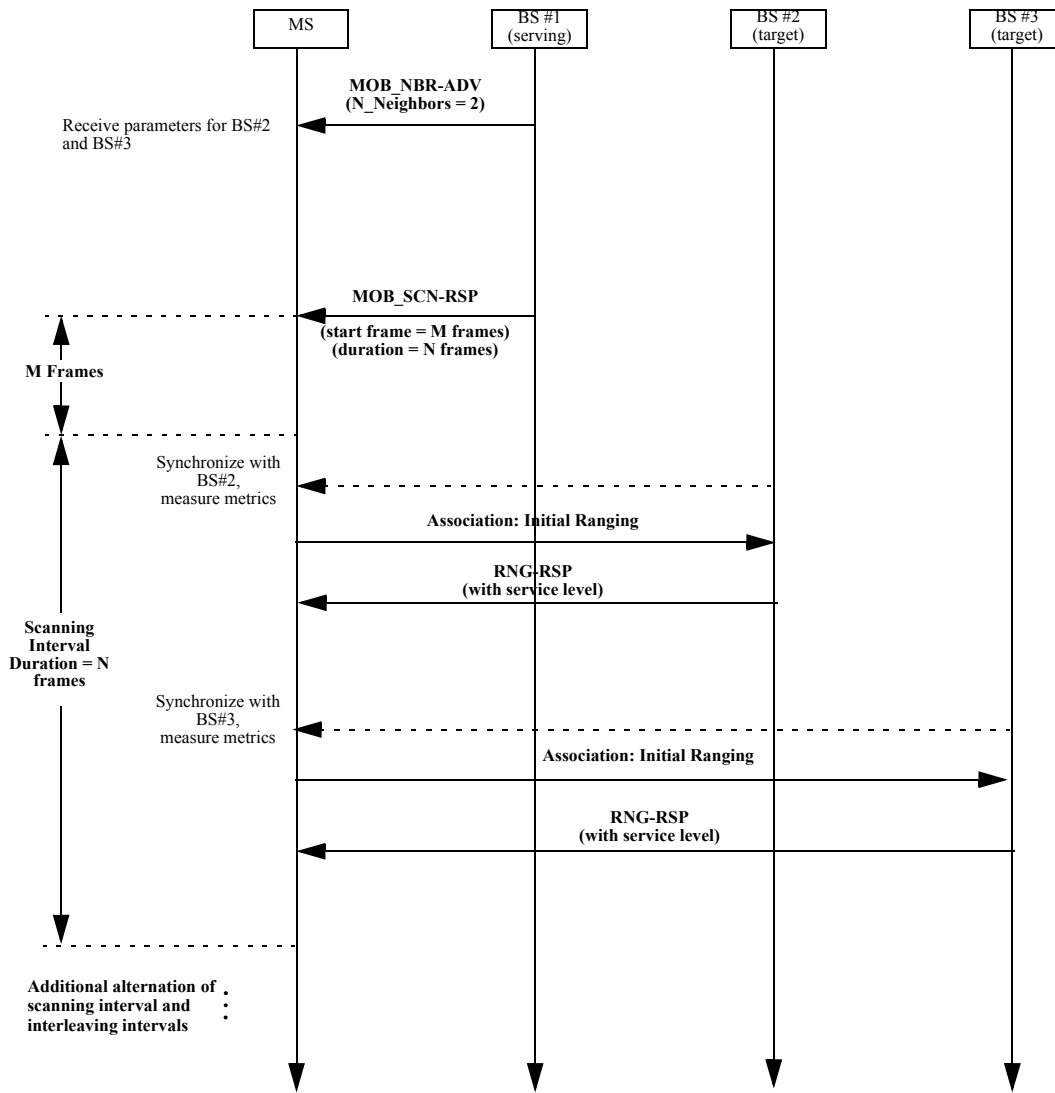 MS
BS #1
(serving)
BS #2
(target)
BS #3
(target)
MOB_NBR-ADV
(N_Neighbors = 2)
Receive parameters for BS#2
and BS#3
MOB_SCN-RSP
(start frame = M frames)
(duration = N frames)
M Frames
Synchronize with
BS#2,
measure metrics
Association: Initial Ranging
RNG-RSP
(with service level)
Scanning
Interval
Duration = N
frames
Synchronize with
BS#3,
measure metrics
Association: Initial Ranging
RNG-RSP
(with service level)
Additional alternation of
scanning interval and
interleaving intervals